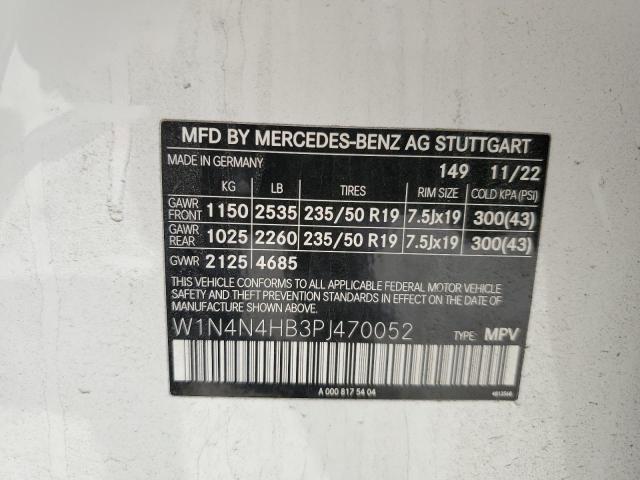 MFD BY MERCEDES-BENZ AG STUTTGART
MADE IN GERMANY 149 11/22
KG LB TIRES RIM SIZE COLD KPA (PSI)
GAWR FRONT 1150 2535 235/50 R19 7.5Jx19 300(43)
GAWR REAR 1025 2260 235/50 R19 7.5Jx19 300(43)
GVWR 2125 4685
THIS VEHICLE CONFORMS TO ALL APPLICABLE FEDERAL MOTOR VEHICLE
SAFETY AND THEFT PREVENTION STANDARDS IN EFFECT ON THE DATE OF
MANUFACTURE SHOWN ABOVE.
W1N4N4HB3PJ470052 TYPE: MPV
A 000 817 54 04